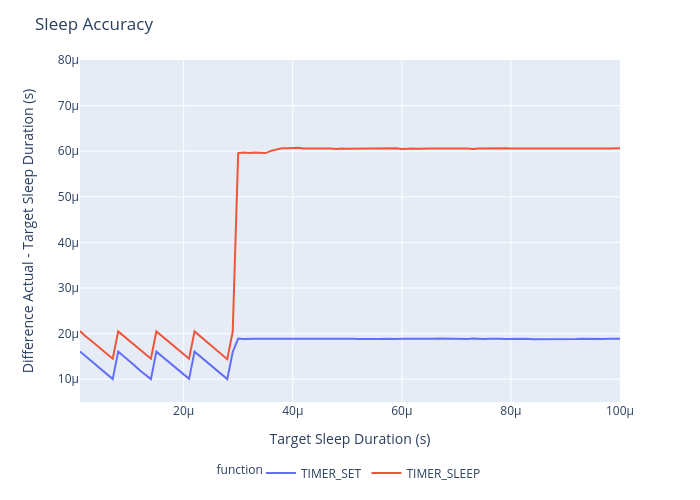 Sleep Accuracy
Difference Actual - Target Sleep Duration (s)
80μ
70μ
60μ
50μ
40μ
30μ
20μ
10μ
20μ
40μ
60μ
80μ
100μ
Target Sleep Duration (s)
function
TIMER_SET
TIMER_SLEEP